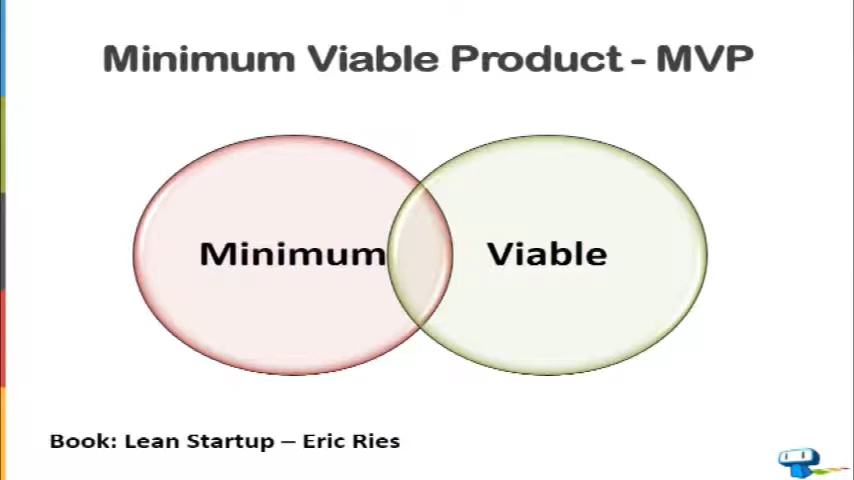 Minimum Viable Product - MVP
Minimum
Viable
Book: Lean Startup – Eric Ries